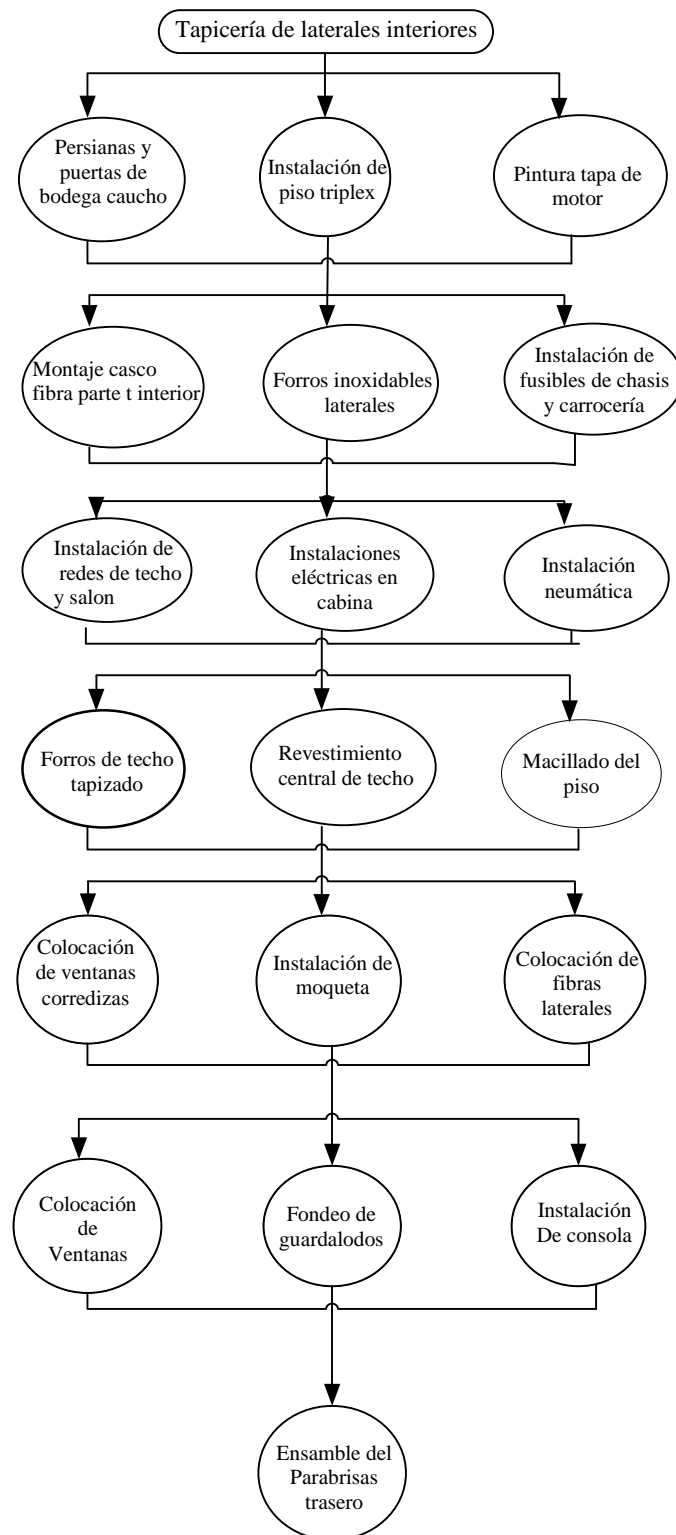 Tapicería de laterales interiores
Persianas y
puertas de
bodega caucho
Instalación de
piso triplex
Pintura tapa de
motor
Montaje casco
fibra parte t interior
Forros inoxidables
laterales
Instalación de
fusibles de chasis
y carrocería
Instalación de
redes de techo
y salon
Instalaciones
eléctricas en
cabina
Instalación
neumática
Forros de techo
tapizado
Revestimiento
central de techo
Macillado del
piso
Colocación
de ventanas
corredizas
Instalación de
moqueta
Colocación de
fibras
laterales
Colocación
de
Ventanas
Fondeo de
guardalodos
Instalación
De consola
Ensamble del
Parabrisas
trasero